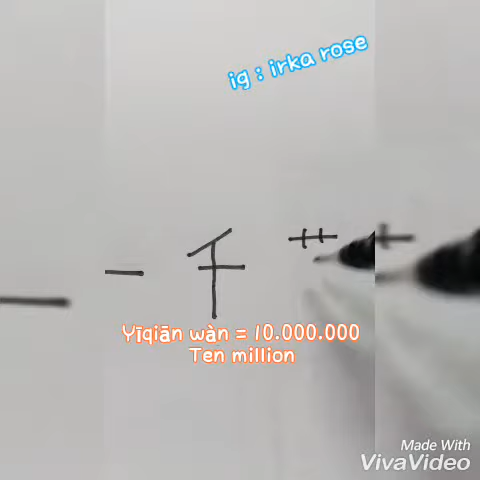 ig : irka rose
一千
Yīqiān wàn = 10.000.000
Ten million
Made With
VivaVideo